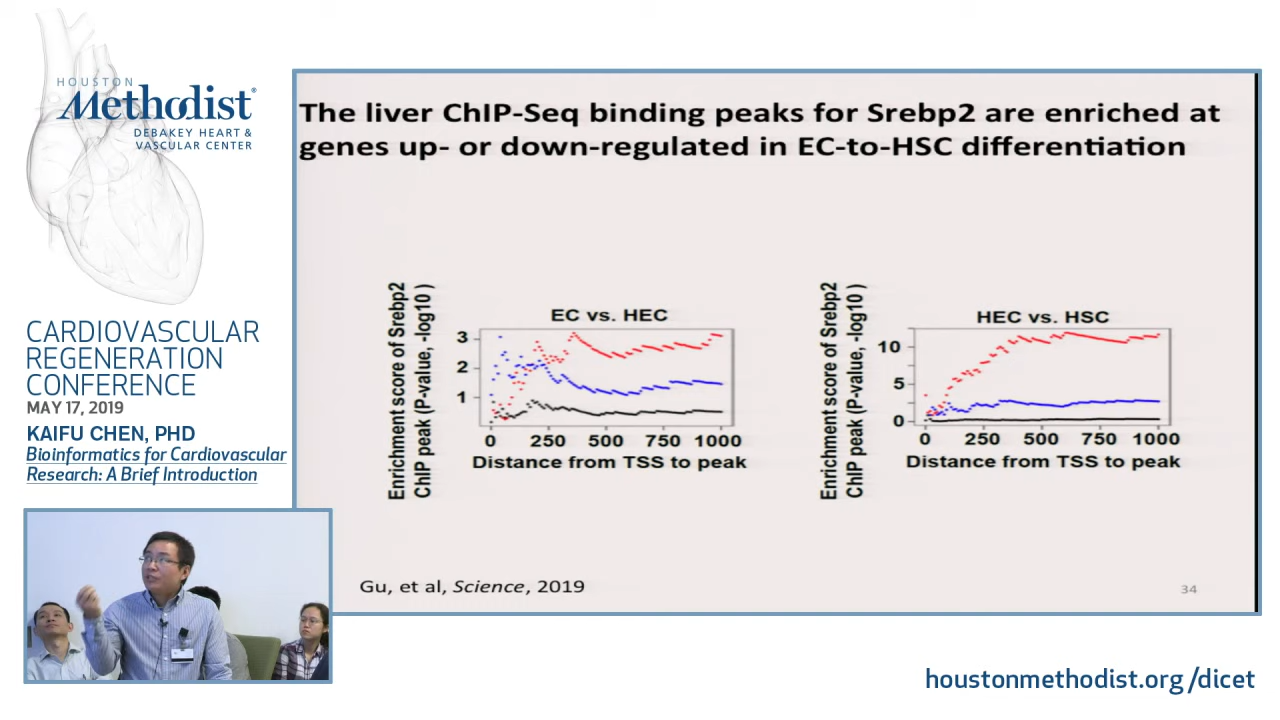 HOUSTON
Methodist®
DEBAKEY HEART &
VASCULAR CENTER
CARDIOVASCULAR
REGENERATION
CONFERENCE
MAY 17, 2019
KAIFU CHEN, PHD
Bioinformatics for Cardiovascular
Research: A Brief Introduction
The liver ChIP-Seq binding peaks for Srebp2 are enriched at
genes up- or down-regulated in EC-to-HSC differentiation
Enrichment score of Srebp2
ChIP peak (P-value, -log10 )
EC vs. HEC
3
2
1
0 250 500 750 1000
Distance from TSS to peak
Enrichment score of Srebp2
ChIP peak (P-value, -log10 )
HEC vs. HSC
10
5
0
0 250 500 750 1000
Distance from TSS to peak
Gu, et al, Science, 2019
34
houstonmethodist.org/dicet